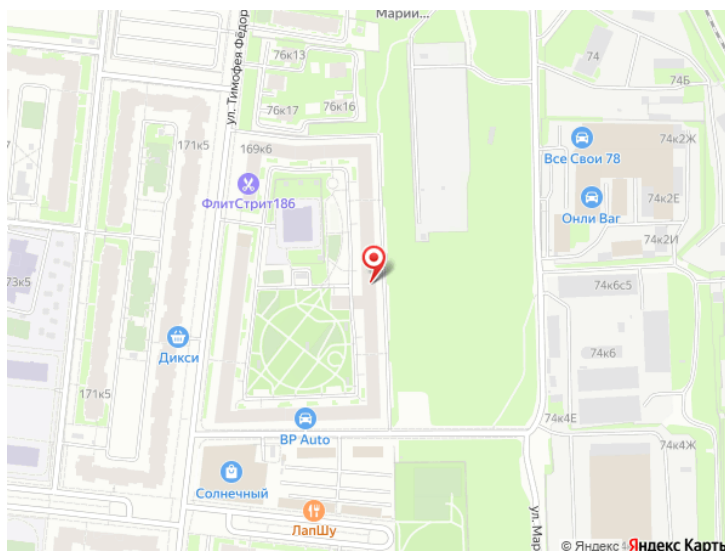 Марии...
76к13
74
74Б
ул. Тимофея Фёдор
76к17
76к16
171к5
169к6
74к2Ж
Все Свои 78
ФлитСтрит186
74к2Е
Онли Ваг
74к2И
73к5
74к6с5
Дикси
74к6
171к5
74к4Е
BP Auto
74к4Ж
Солнечный
ЛапШу
ул. Мар
© Яндекс
Яндекс Карты